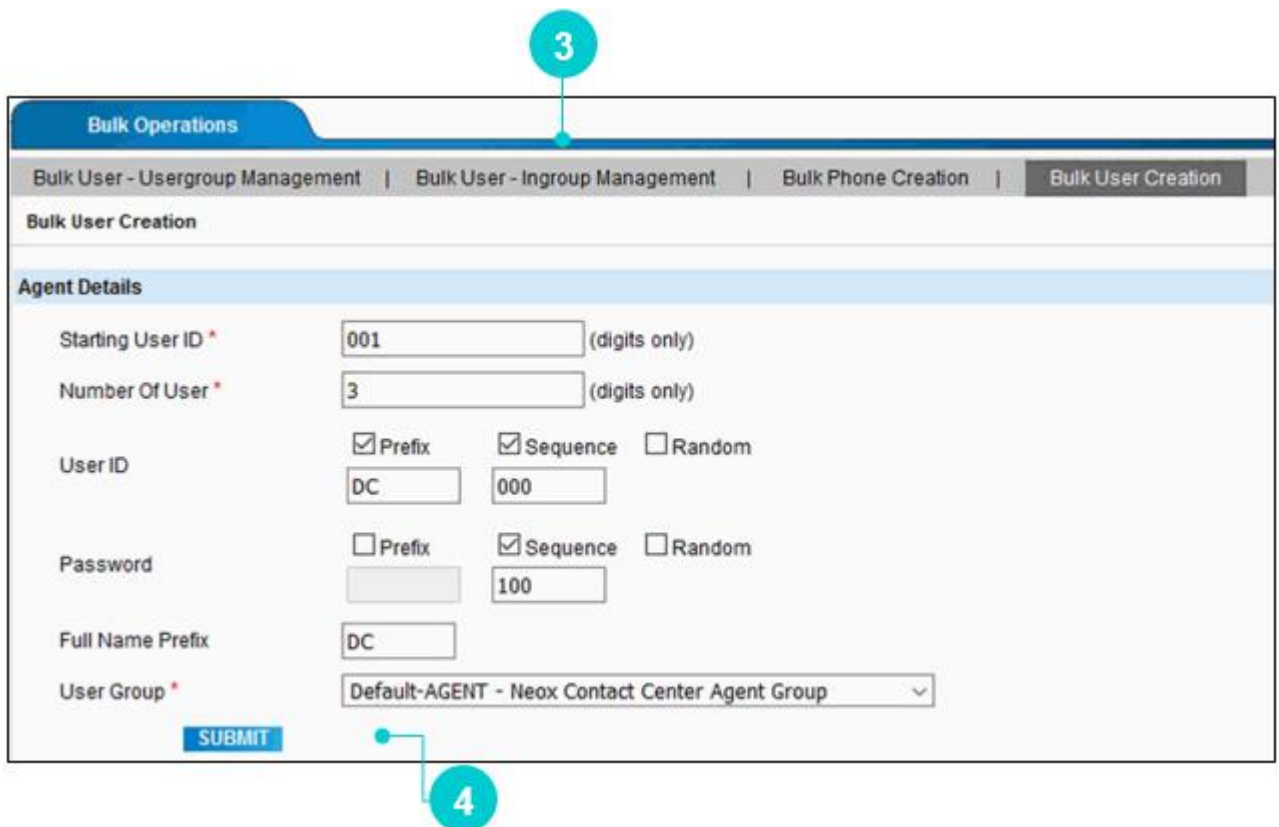 3
Bulk Operations
Bulk User - Usergroup Management | Bulk User - Ingroup Management | Bulk Phone Creation | Bulk User Creation
Bulk User Creation
Agent Details
Starting User ID * 001 (digits only)
Number Of User * 3 (digits only)
Prefix Sequence Random
User ID
DC 000
Prefix Sequence Random
Password
100
Full Name Prefix DC
User Group * Default-AGENT - Neox Contact Center Agent Group
SUBMIT
4